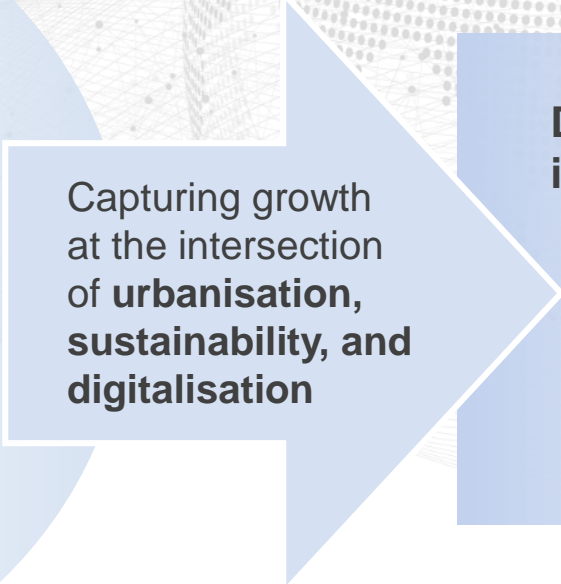 Capturing growth
at the intersection
of urbanisation,
sustainability, and
digitalisation